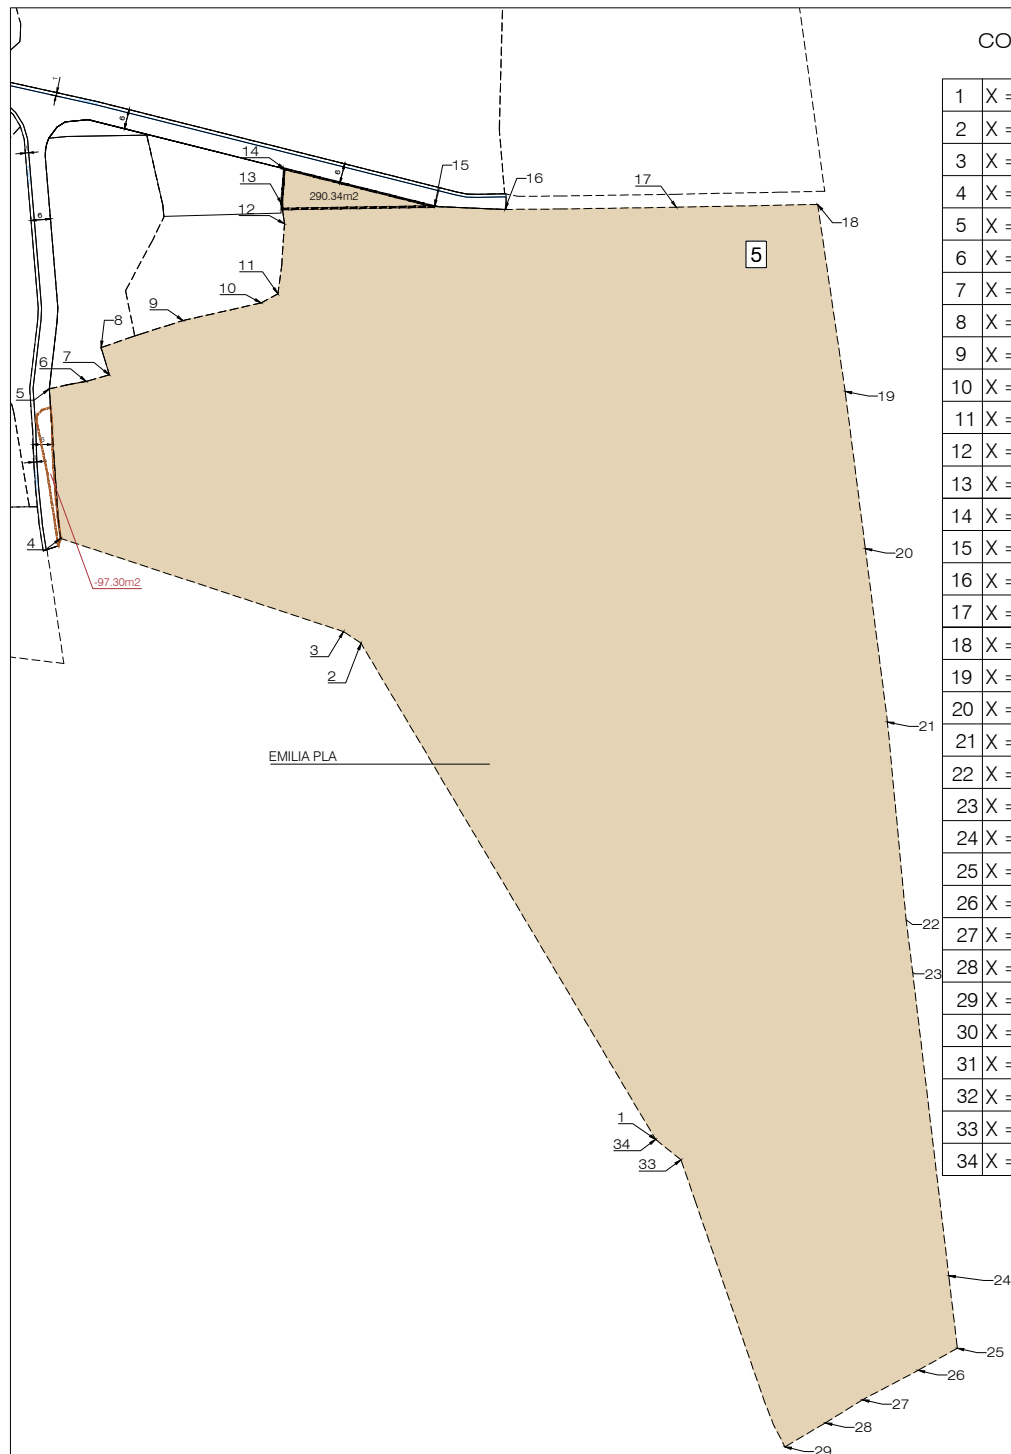 CO
1 X =
2 X =
3 X =
4 X =
5 X =
6 X =
7 X =
8 X =
9 X =
10 X =
11 X =
12 X =
13 X =
14 X =
15 X =
16 X =
17 X =
18 X =
19 X =
20 X =
21 X =
22 X =
23 X =
24 X =
25 X =
26 X =
27 X =
28 X =
29 X =
30 X =
31 X =
32 X =
33 X =
34 X =
6
6
14
15
13
290.34m2
16
17
18
12
6
5
11
10
9
8
7
6
5
19
4
20
-97.30m2
3
2
21
EMILIA PLA
22
23
1
34
33
24
25
26
27
28
29